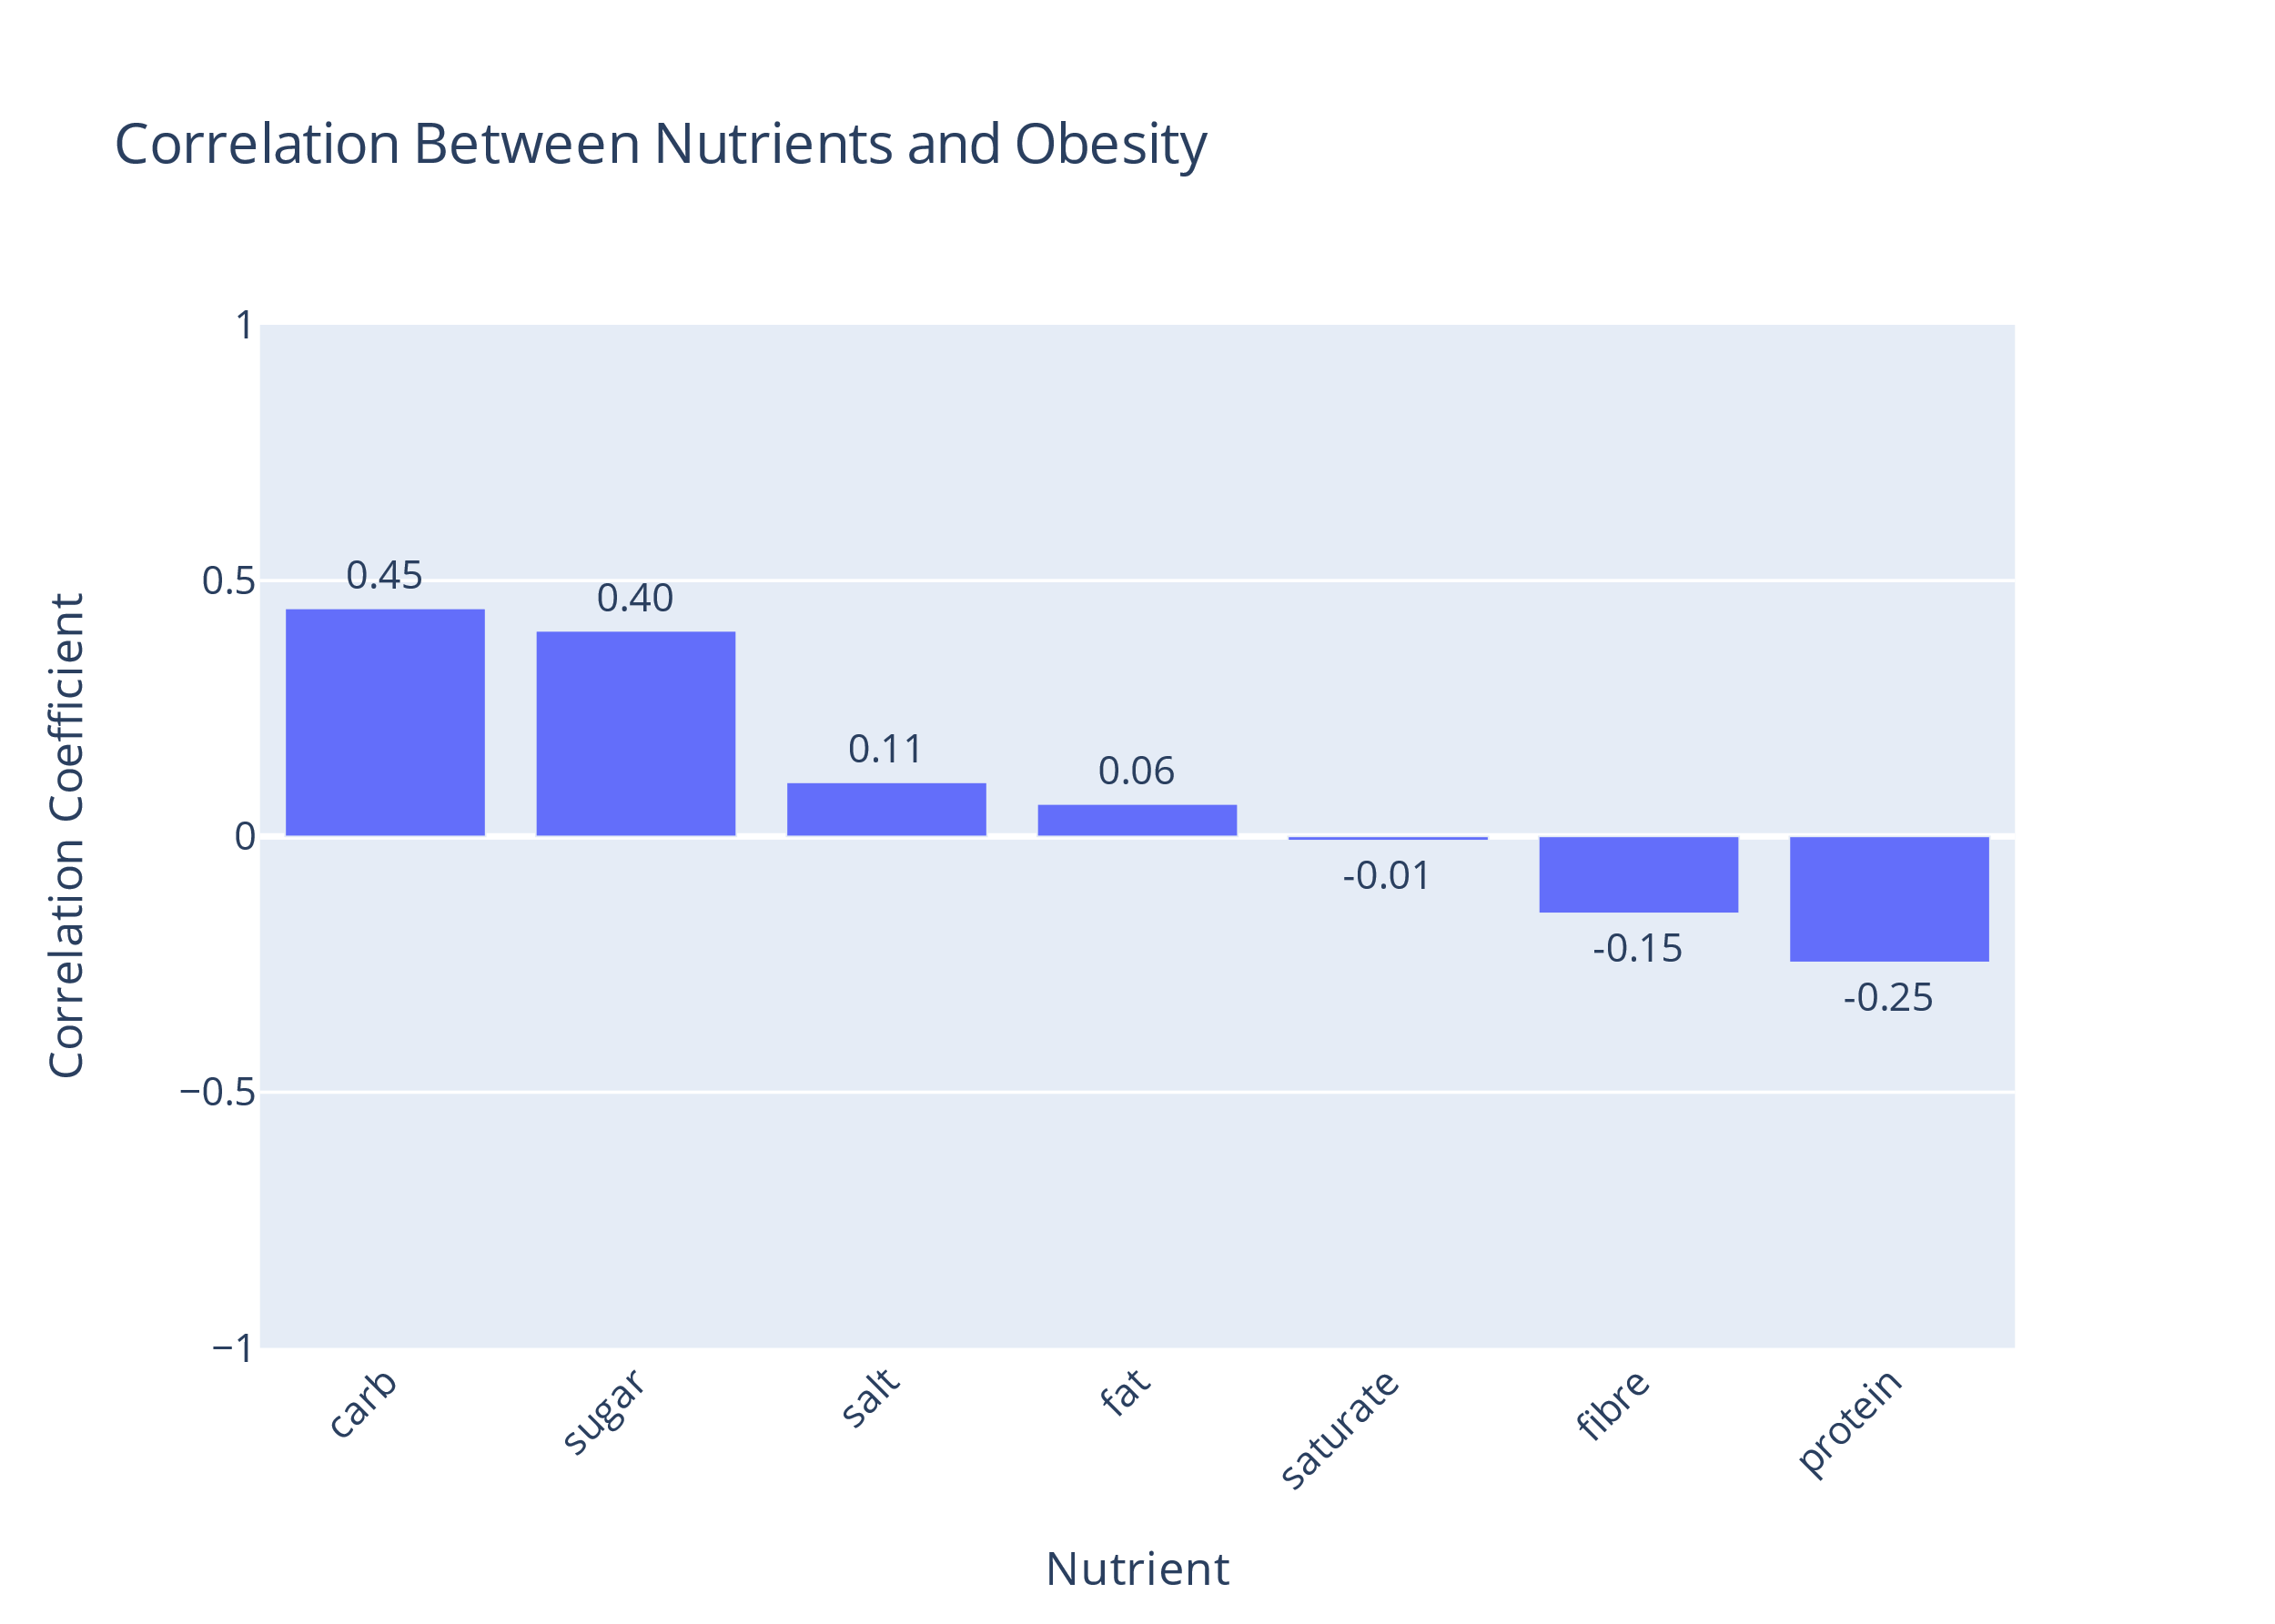 Correlation Between Nutrients and Obesity
1
0.5
0
−0.5
−1
Correlation Coefficient
0.45
0.40
0.11
0.06
-0.01
-0.15
-0.25
carb
sugar
salt
fat
saturate
fibre
protein
Nutrient